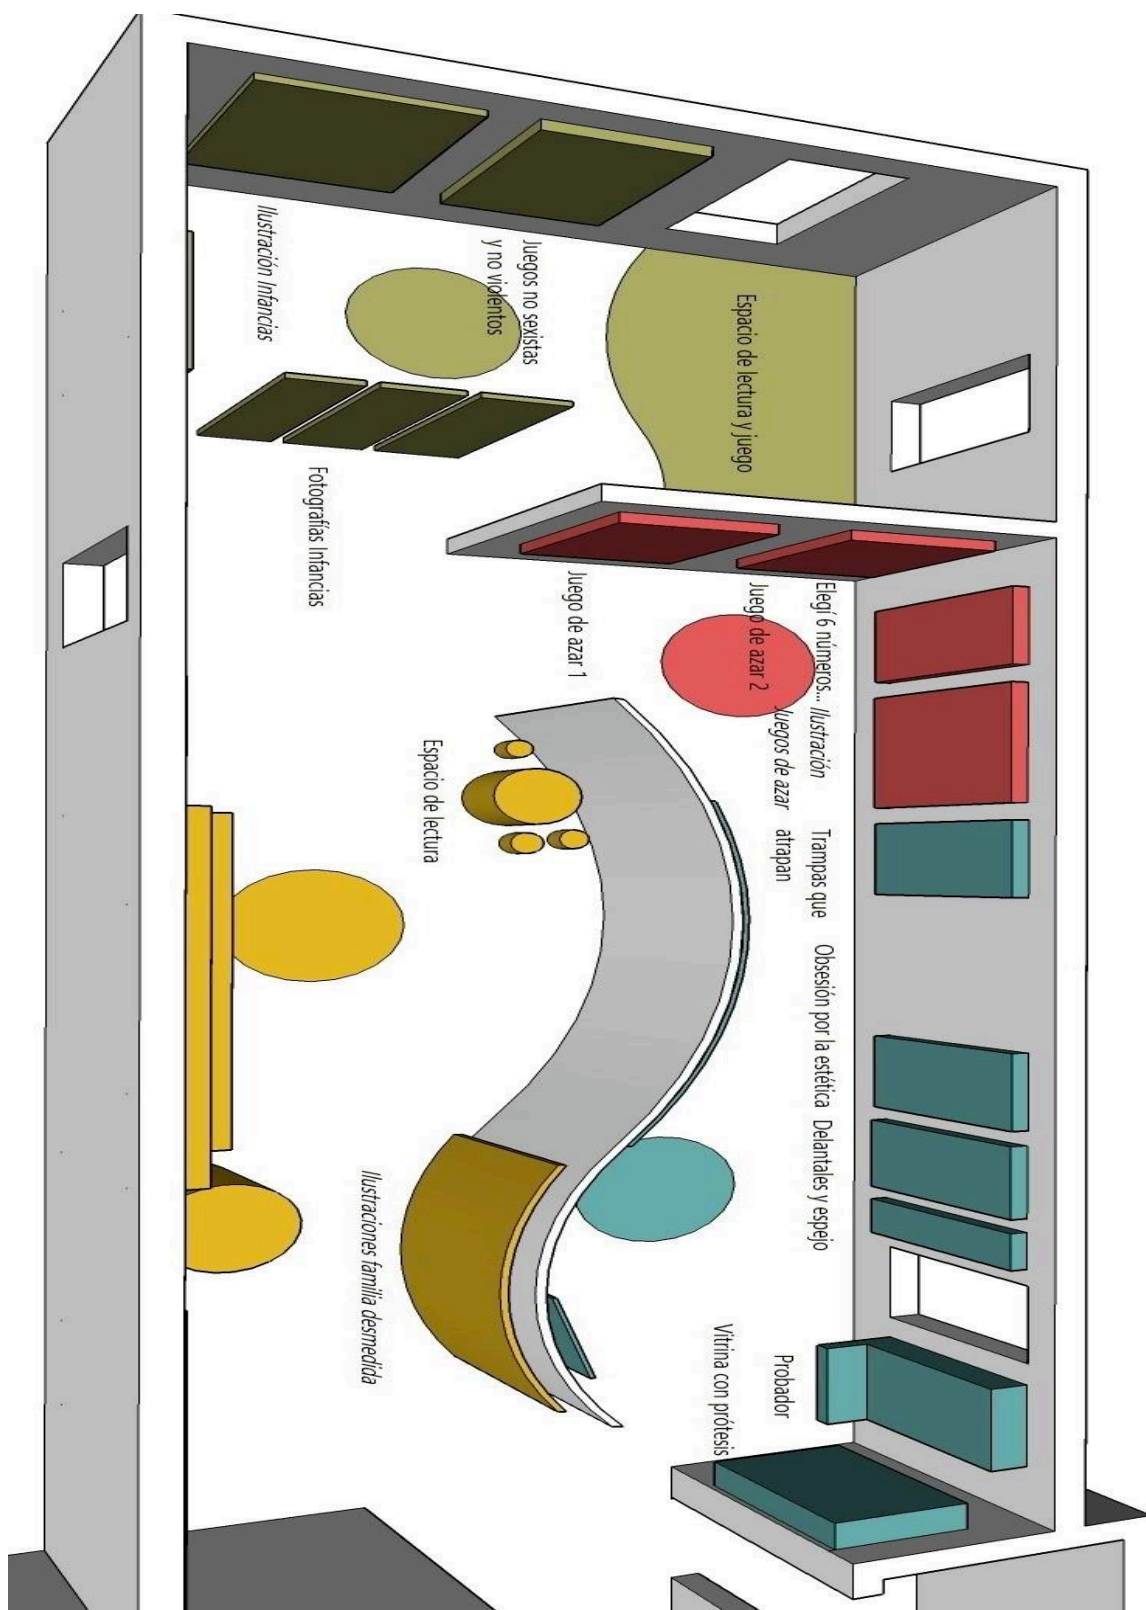 Espacio de lectura y juego
Juegos no sexistas
y no violentos
Ilustración Infancias
Fotografías Infancias
Juego de azar 1
Juego de azar 2
Elegí 6 números...
Ilustración
Juegos de azar
Trampas que
atrapan
Obsesión por la estética
Delantales y espejo
Probador
Vitrina con prótesis
Espacio de lectura
Ilustraciones familia desmedida